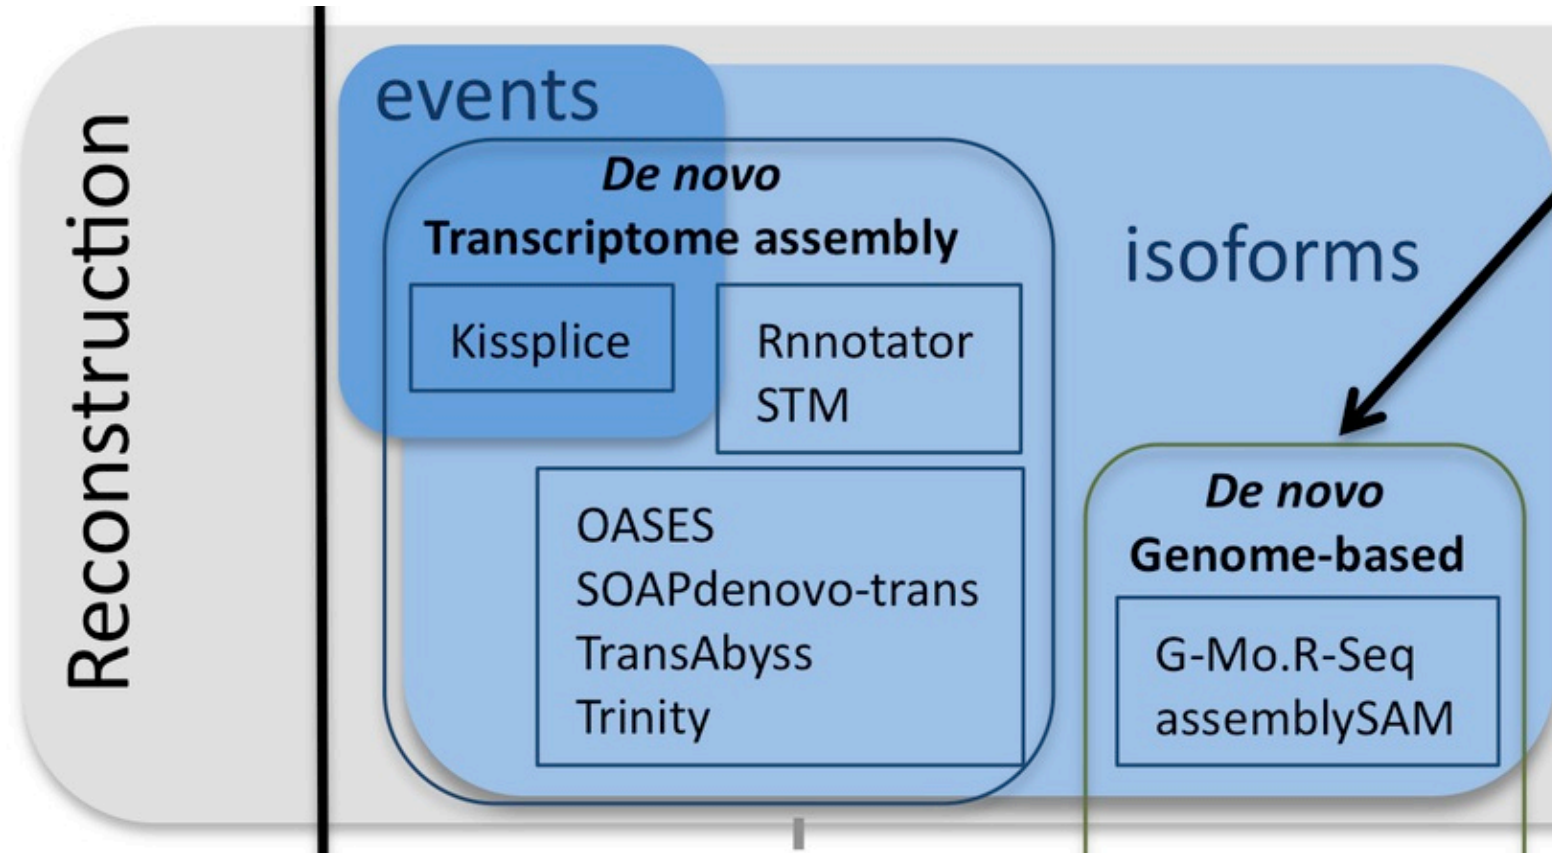 Reconstruction
events
De novo
Transcriptome assembly
Kissplice
Rnnotator
STM
OASES
SOAPdenovo-trans
TransAbyss
Trinity
isoforms
De novo
Genome-based
G-Mo.R-Seq
assemblySAM